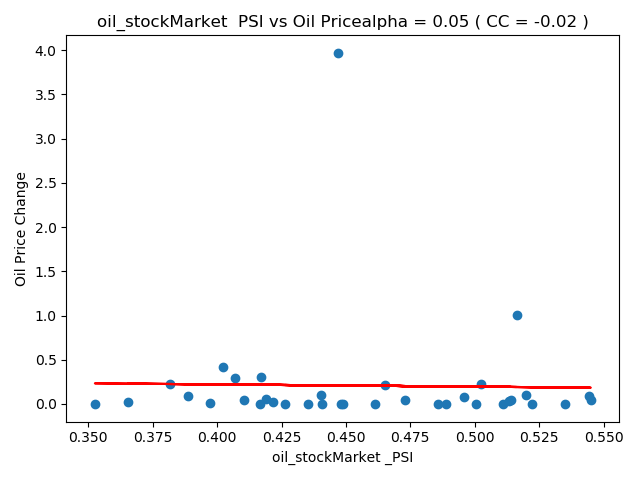 oil_stockMarket  PSI vs Oil Pricealpha = 0.05 ( CC = -0.02 )
4.0
3.5
3.0
2.5
2.0
1.5
1.0
0.5
0.0
Oil Price Change
0.350 0.375 0.400 0.425 0.450 0.475 0.500 0.525 0.550
oil_stockMarket _PSI